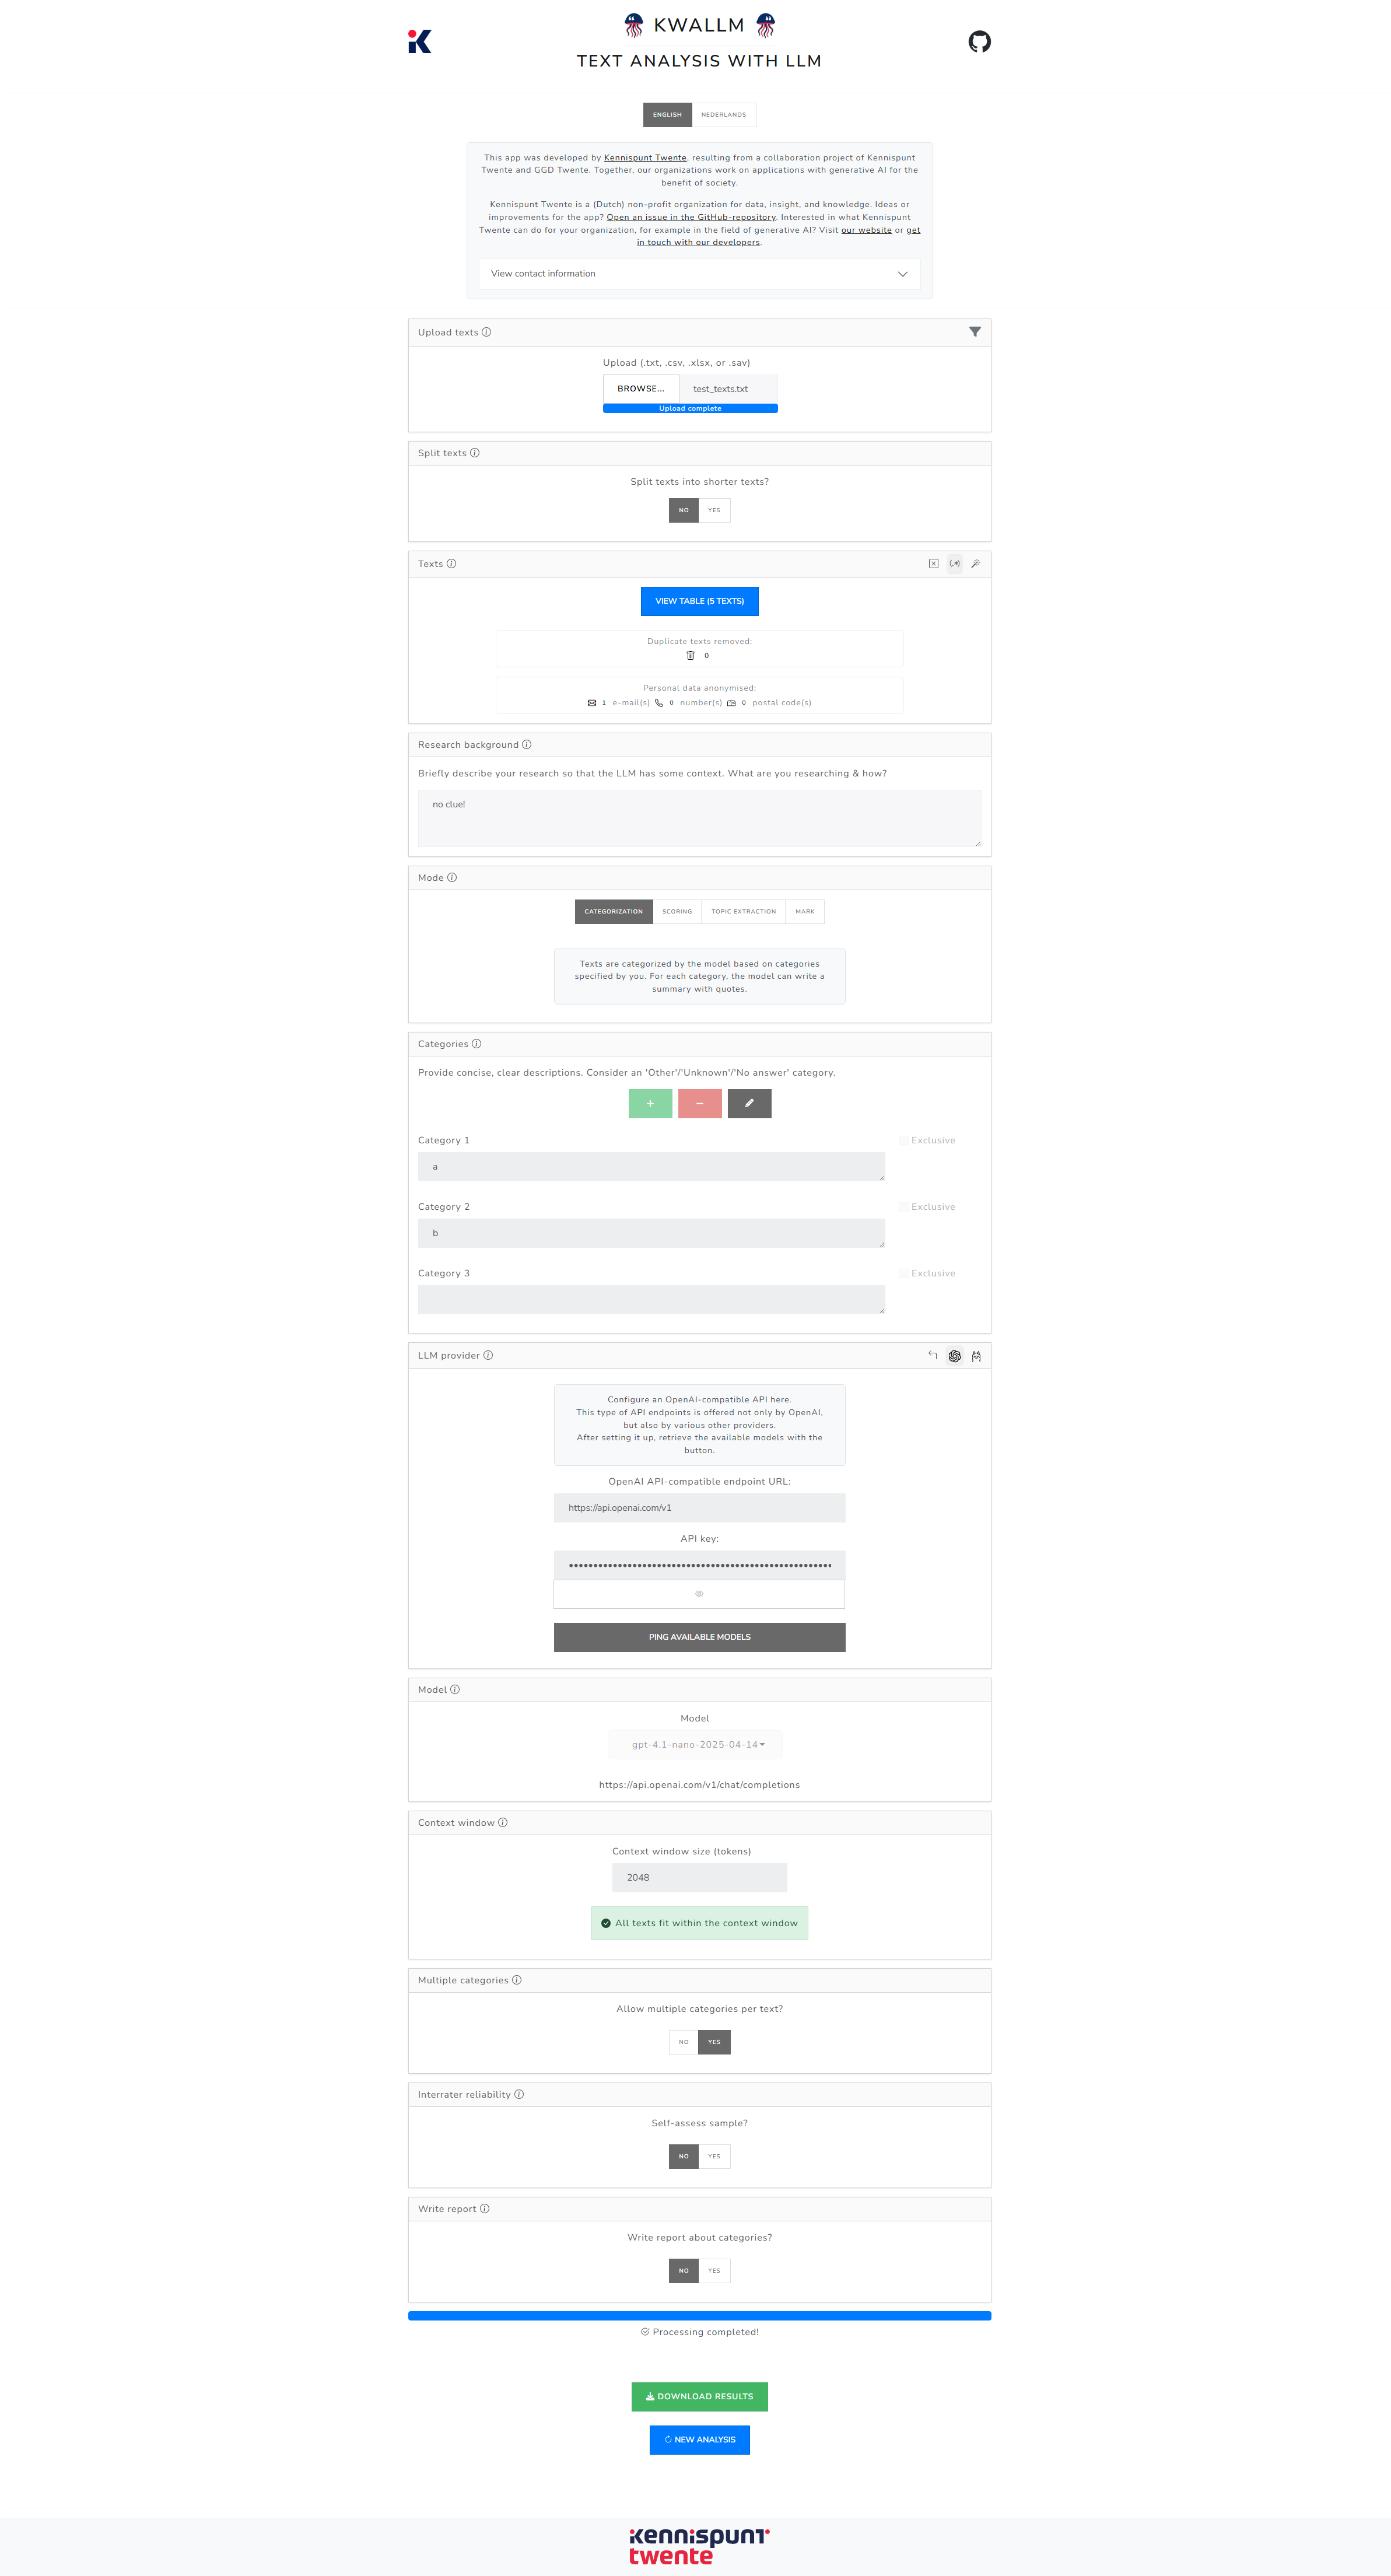 KWALLM
TEXT ANALYSIS WITH LLM
ENGLISH NEDERLANDS
This app was developed by Kennispunt Twente, resulting from a collaboration project of Kennispunt
Twente and GGD Twente. Together, our organizations work on applications with generative AI for the
benefit of society.
Kennispunt Twente is a (Dutch) non-profit organization for data, insight, and knowledge. Ideas or
improvements for the app? Open an issue in the GitHub-repository. Interested in what Kennispunt
Twente can do for your organization, for example in the field of generative AI? Visit our website or get
in touch with our developers.
View contact information
Upload texts
Upload (.txt, .csv, .xlsx, or .sav)
BROWSE... test_texts.txt
Upload complete
Split texts
Split texts into shorter texts?
NO YES
Texts
VIEW TABLE (5 TEXTS)
Duplicate texts removed:
0
Personal data anonymised:
1 e-mail(s) 0 number(s) 0 postal code(s)
Research background
Briefly describe your research so that the LLM has some context. What are you researching & how?
no clue!
Mode
CATEGORIZATION SCORING TOPIC EXTRACTION MARK
Texts are categorized by the model based on categories
specified by you. For each category, the model can write a
summary with quotes.
Categories
Provide concise, clear descriptions. Consider an 'Other'/'Unknown'/'No answer' category.
Category 1 Exclusive
a
Category 2 Exclusive
b
Category 3 Exclusive
LLM provider
Configure an OpenAI-compatible API here.
This type of API endpoints is offered not only by OpenAI,
but also by various other providers.
After setting it up, retrieve the available models with the
button.
OpenAI API-compatible endpoint URL:
https://api.openai.com/v1
API key:
PING AVAILABLE MODELS
Model
Model
gpt-4.1-nano-2025-04-14
https://api.openai.com/v1/chat/completions
Context window
Context window size (tokens)
2048
All texts fit within the context window
Multiple categories
Allow multiple categories per text?
NO YES
Interrater reliability
Self-assess sample?
NO YES
Write report
Write report about categories?
NO YES
Processing completed!
DOWNLOAD RESULTS
NEW ANALYSIS
kennispunt
twente